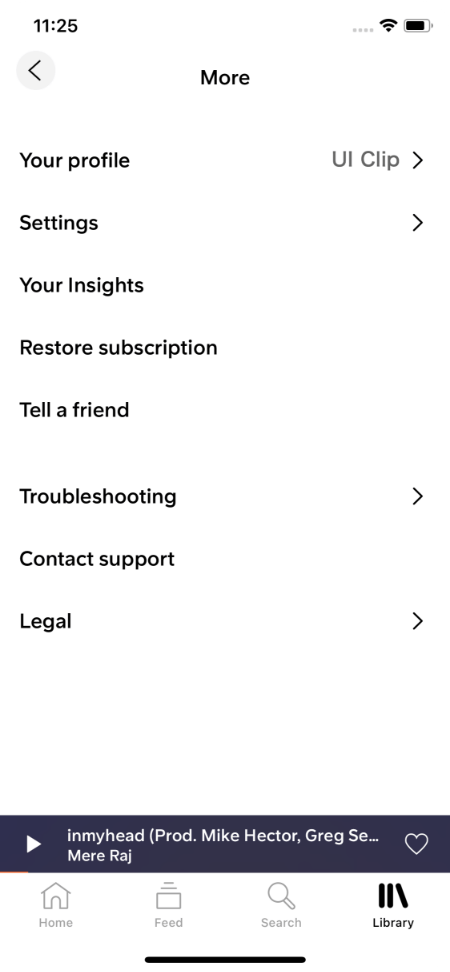 11:25
More
Your profile
UI Clip
Settings
Your Insights
Restore subscription
Tell a friend
Troubleshooting
Contact support
Legal
inmyhead (Prod. Mike Hector, Greg Se...
Mere Raj
Home
Feed
Search
Library